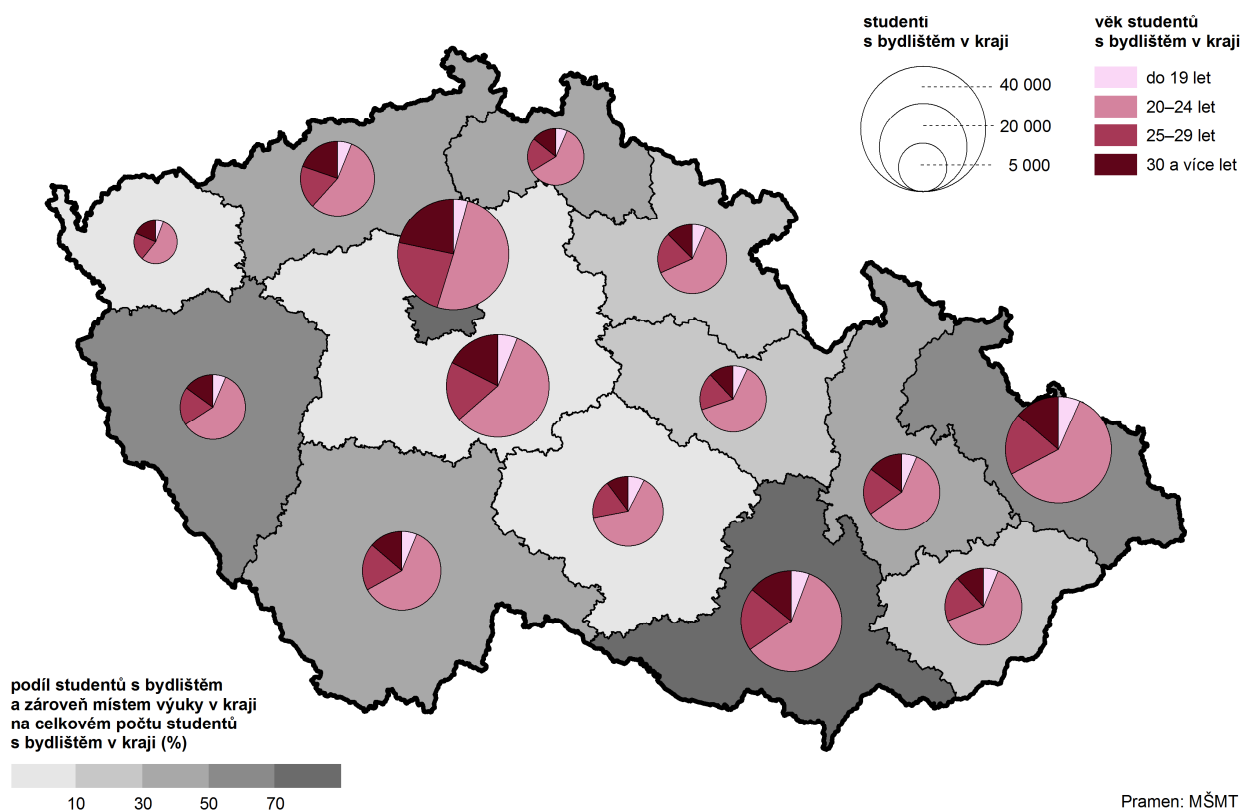 studenti
s bydlištěm v kraji
40 000
20 000
5 000
věk studentů
s bydlištěm v kraji
do 19 let
20–24 let
25–29 let
30 a více let
podíl studentů s bydlištěm
a zároveň místem výuky v kraji
na celkovém počtu studentů
s bydlištěm v kraji (%)
10 30 50 70
Pramen: MŠMT